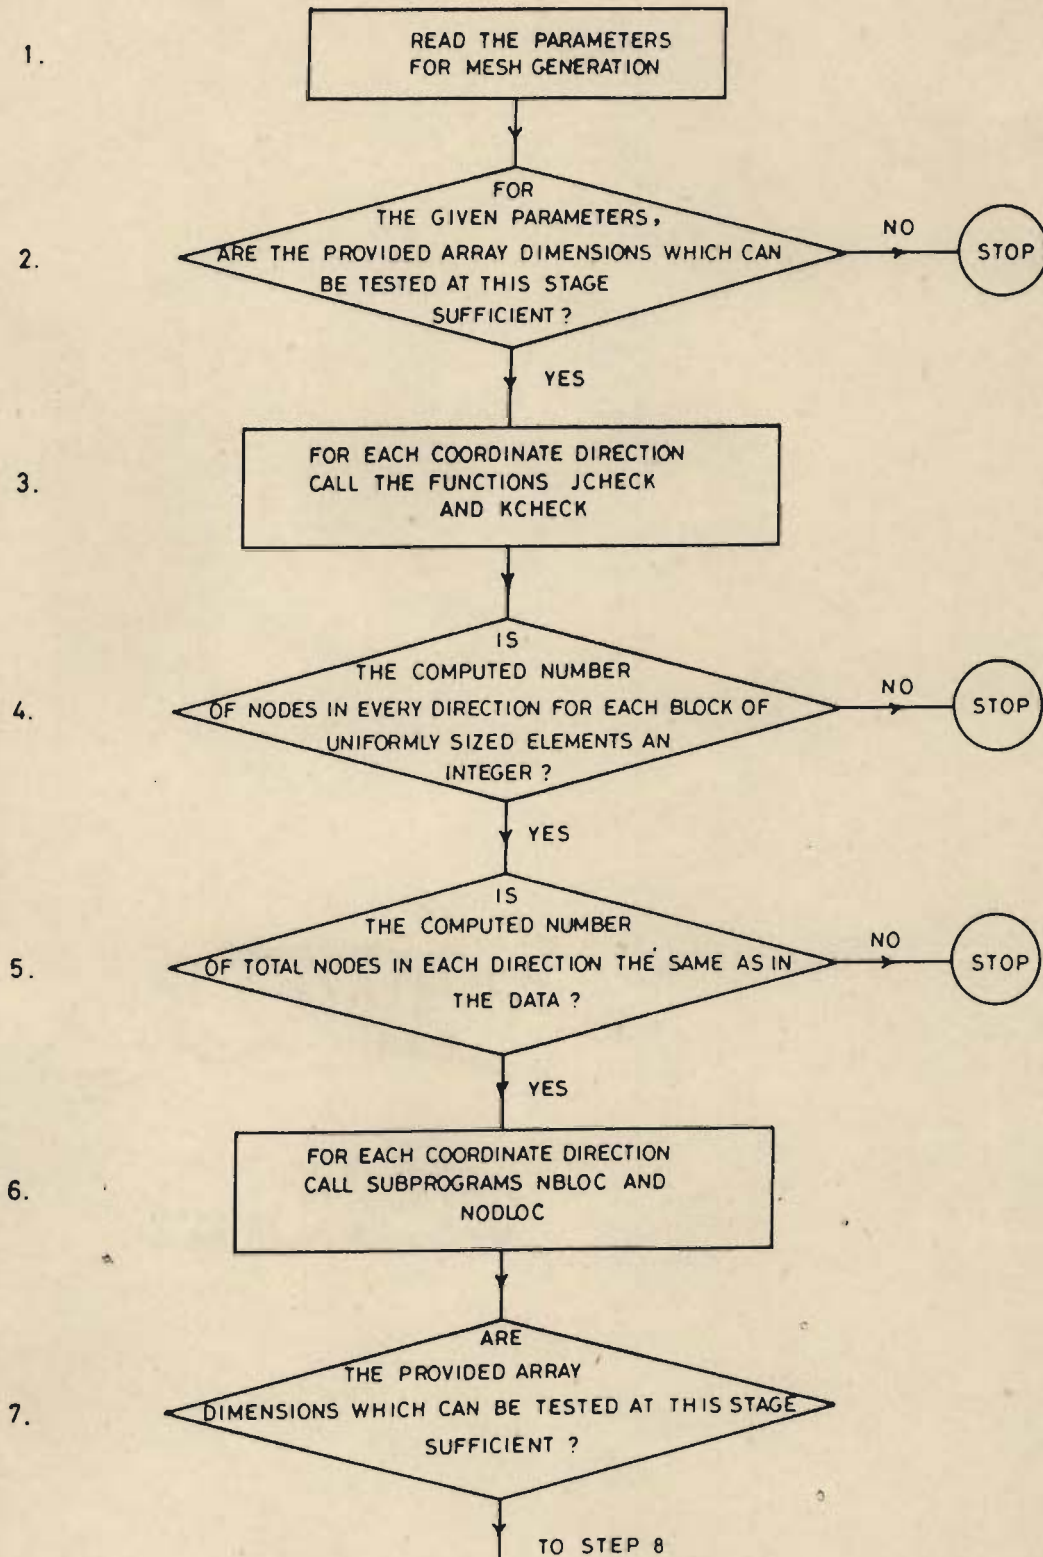 1.
READ THE PARAMETERS
FOR MESH GENERATION
2.
FOR
THE GIVEN PARAMETERS,
ARE THE PROVIDED ARRAY DIMENSIONS WHICH CAN
BE TESTED AT THIS STAGE
SUFFICIENT ?
NO
STOP
YES
3.
FOR EACH COORDINATE DIRECTION
CALL THE FUNCTIONS JCHECK
AND KCHECK
4.
IS
THE COMPUTED NUMBER
OF NODES IN EVERY DIRECTION FOR EACH BLOCK OF
UNIFORMLY SIZED ELEMENTS AN
INTEGER ?
NO
STOP
YES
5.
IS
THE COMPUTED NUMBER
OF TOTAL NODES IN EACH DIRECTION THE SAME AS IN
THE DATA ?
NO
STOP
YES
6.
FOR EACH COORDINATE DIRECTION
CALL SUBPROGRAMS NBLOC AND
NODLOC
7.
ARE
THE PROVIDED ARRAY
DIMENSIONS WHICH CAN BE TESTED AT THIS STAGE
SUFFICIENT ?
TO STEP 8